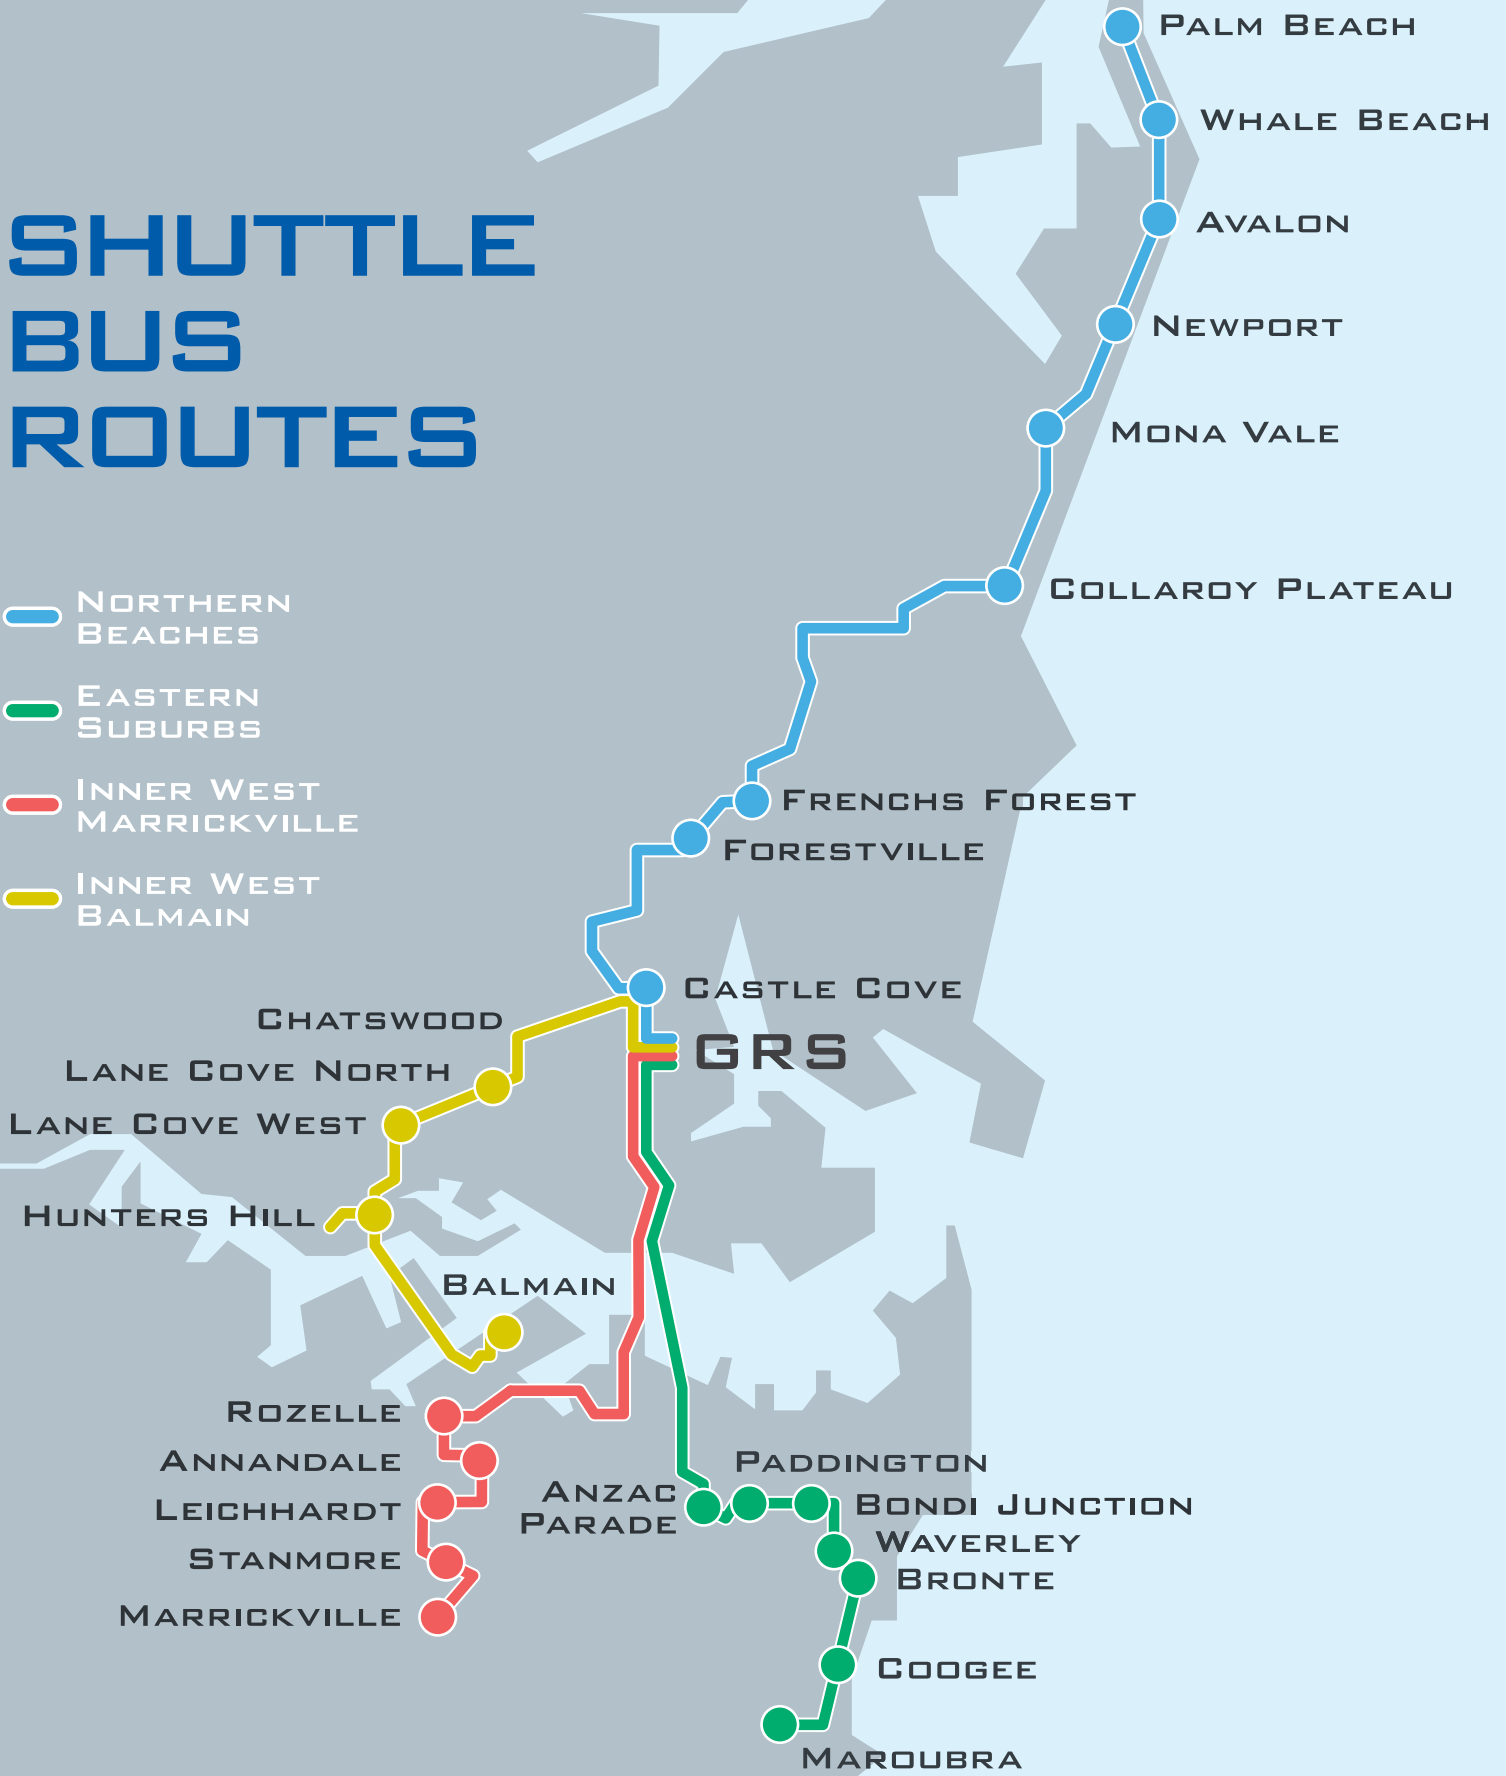 PALM BEACH
WHALE BEACH
AVALON
NEWPORT
MONA VALE
COLLAROY PLATEAU
SHUTTLE
BUS
ROUTES
NORTHERN
BEACHES
EASTERN
SUBURBS
INNER WEST
MARRICKVILLE
INNER WEST
BALMAIN
FRENCHS FOREST
FORESTVILLE
CASTLE COVE
GRS
CHATSWOOD
LANE COVE NORTH
LANE COVE WEST
HUNTERS HILL
BALMAIN
ROZELLE
ANNANDALE
LEICHHARDT
STANMORE
MARRICKVILLE
ANZAC
PARADE
PADDINGTON
BONDI JUNCTION
WAVERLEY
BRONTE
COOGEE
MAROUBRA